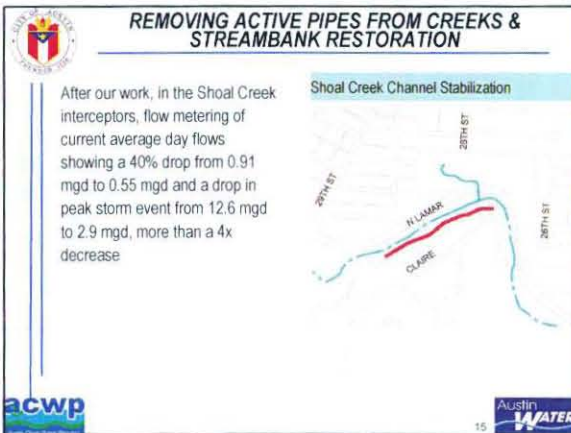 CITY OF AUSTIN
REMOVING ACTIVE PIPES FROM CREEKS &
STREAMBANK RESTORATION
After our work, in the Shoal Creek
interceptors, flow metering of
current average day flows
showing a 40% drop from 0.91
mgd to 0.55 mgd and a drop in
peak storm event from 12.6 mgd
to 2.9 mgd, more than a 4x
decrease
Shoal Creek Channel Stabilization
29TH ST
28TH ST
26TH ST
N LAMAR
CLAIRE
acwp
15
Austin
WATER